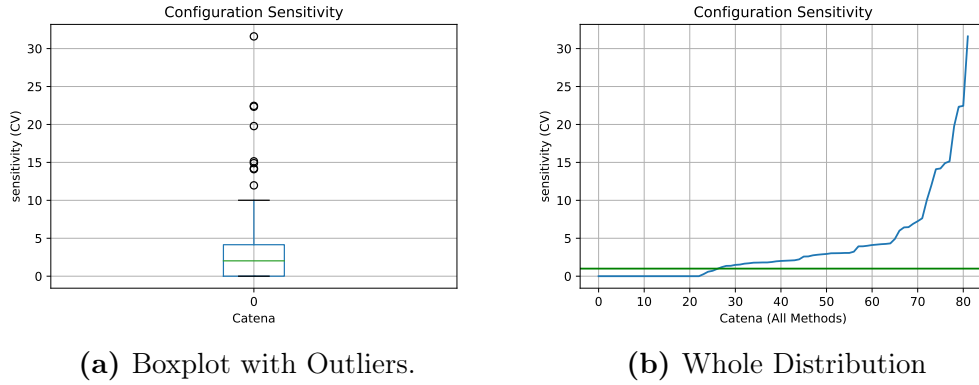 Configuration Sensitivity
sensitivity (CV)
30
25
20
15
10
5
0
0
Catena
(a) Boxplot with Outliers.
Configuration Sensitivity
sensitivity (CV)
30
25
20
15
10
5
0
0 10 20 30 40 50 60 70 80
Catena (All Methods)
(b) Whole Distribution